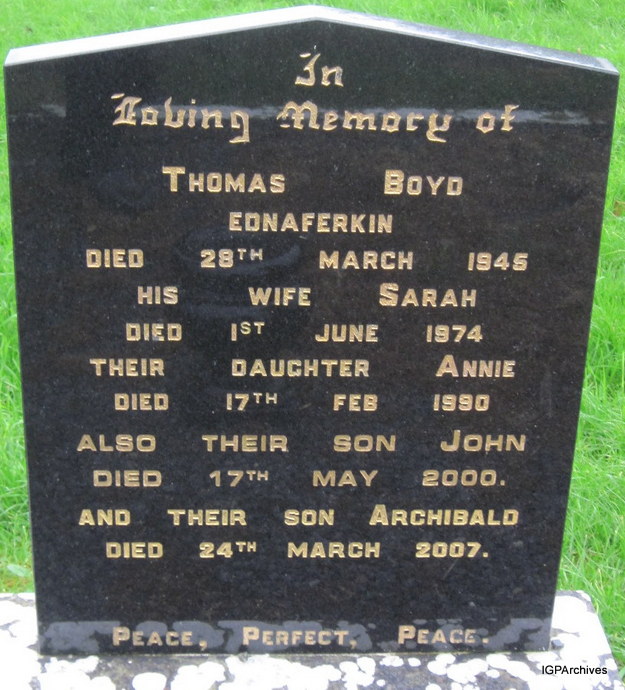 In
Loving Memory of
THOMAS BOYD
EDNAFERKIN
DIED 28TH MARCH 1945
HIS WIFE SARAH
DIED 1ST JUNE 1974
THEIR DAUGHTER ANNIE
DIED 17TH FEB 1990
ALSO THEIR SON JOHN
DIED 17TH MAY 2000.
AND THEIR SON ARCHIBALD
DIED 24TH MARCH 2007.
PEACE, PERFECT, PEACE.
IGPArchives